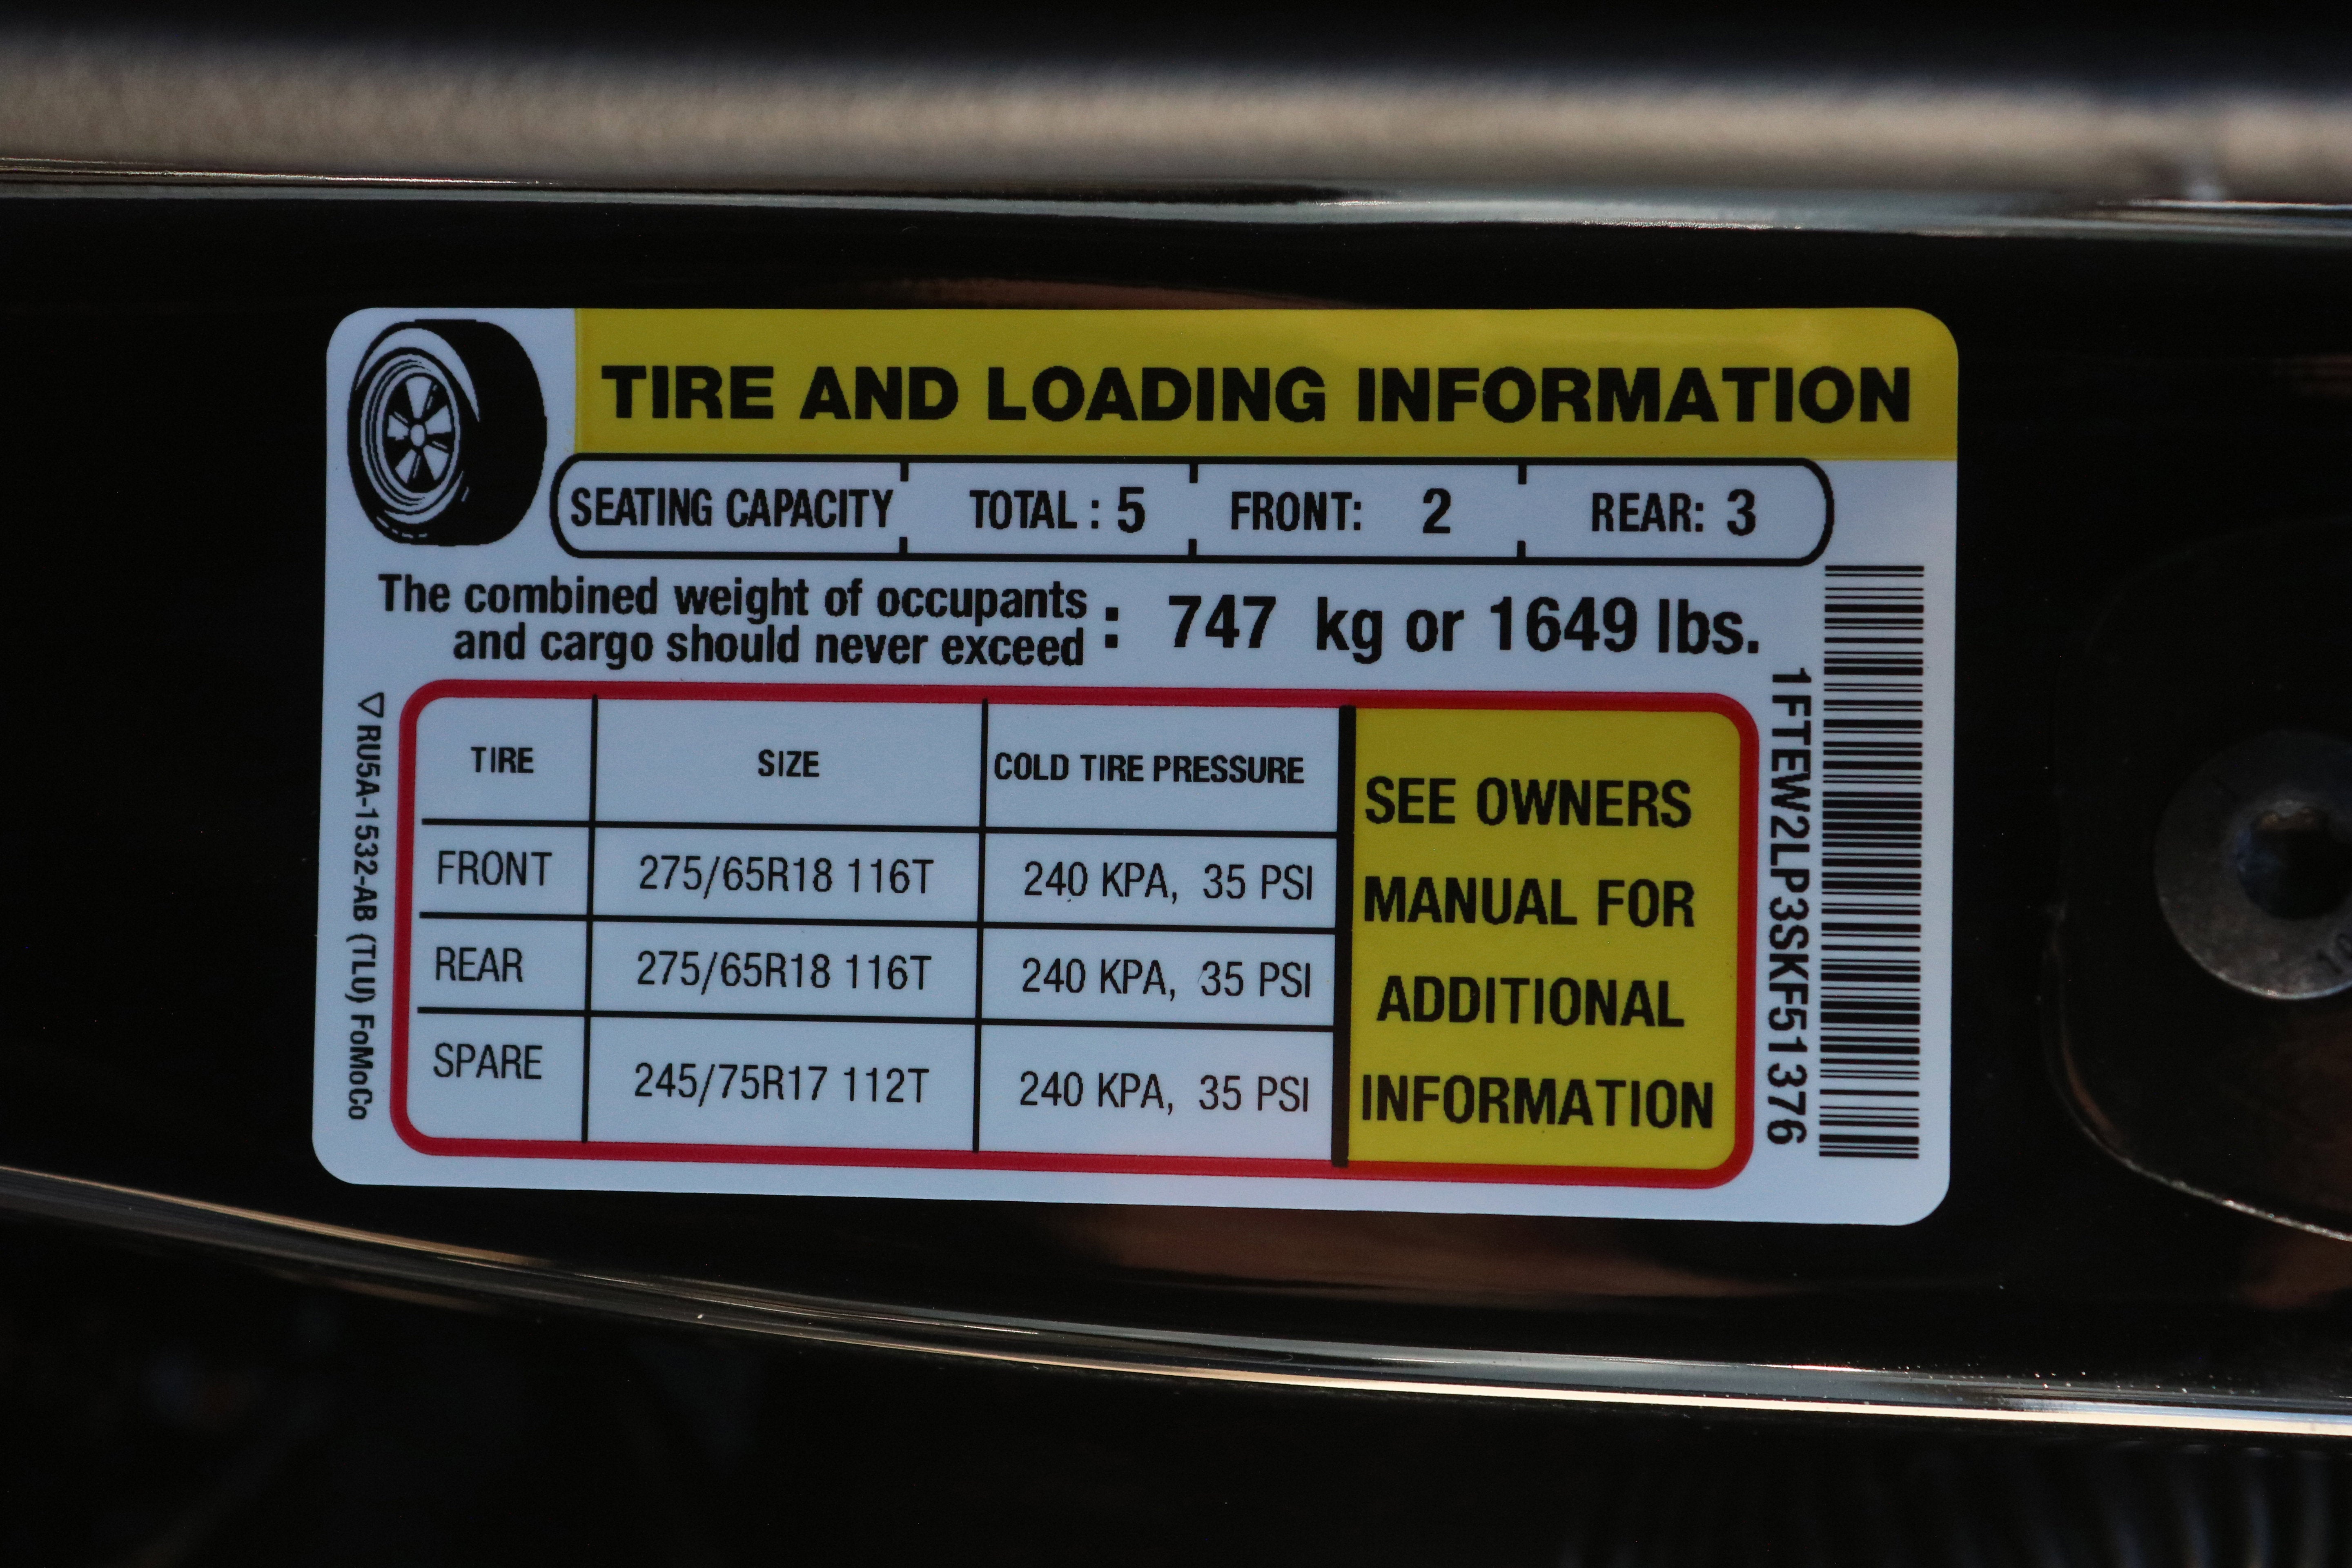 TIRE AND LOADING INFORMATION
SEATING CAPACITY TOTAL : 5 FRONT: 2 REAR: 3
The combined weight of occupants
and cargo should never exceed : 747 kg or 1649 lbs.
TIRE SIZE COLD TIRE PRESSURE
FRONT 275/65R18 116T 240 KPA, 35 PSI
REAR 275/65R18 116T 240 KPA, 35 PSI
SPARE 245/75R17 112T 240 KPA, 35 PSI
SEE OWNERS
MANUAL FOR
ADDITIONAL
INFORMATION
1FTEW2LP3SKF51376
RU5A-1532-AB (TLU) FoMoCo